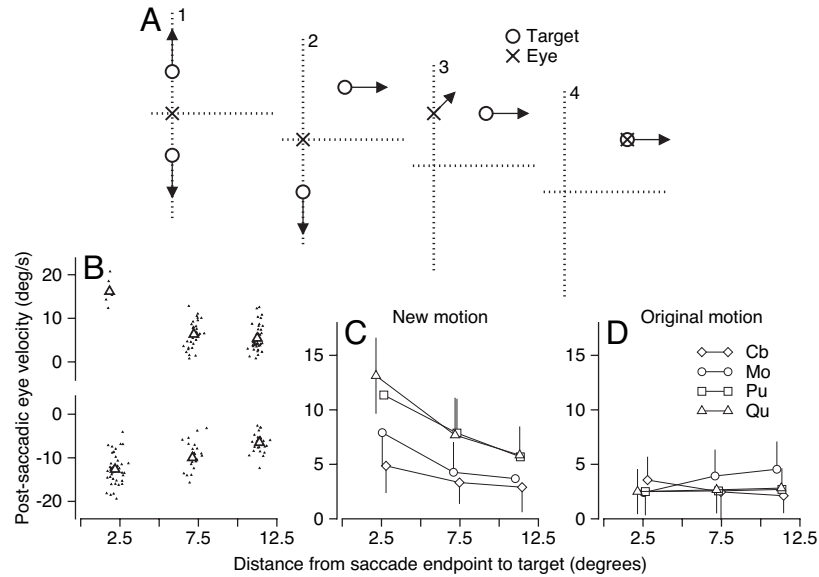 A
1
2
3
4
Target
Eye
B
Post-saccadic eye velocity (deg/s)
20
10
0
0
-10
-20
2.5 7.5 12.5
C
New motion
15
10
5
0
2.5 7.5 12.5
D
Original motion
Cb
Mo
Pu
Qu
15
10
5
0
2.5 7.5 12.5
Distance from saccade endpoint to target (degrees)